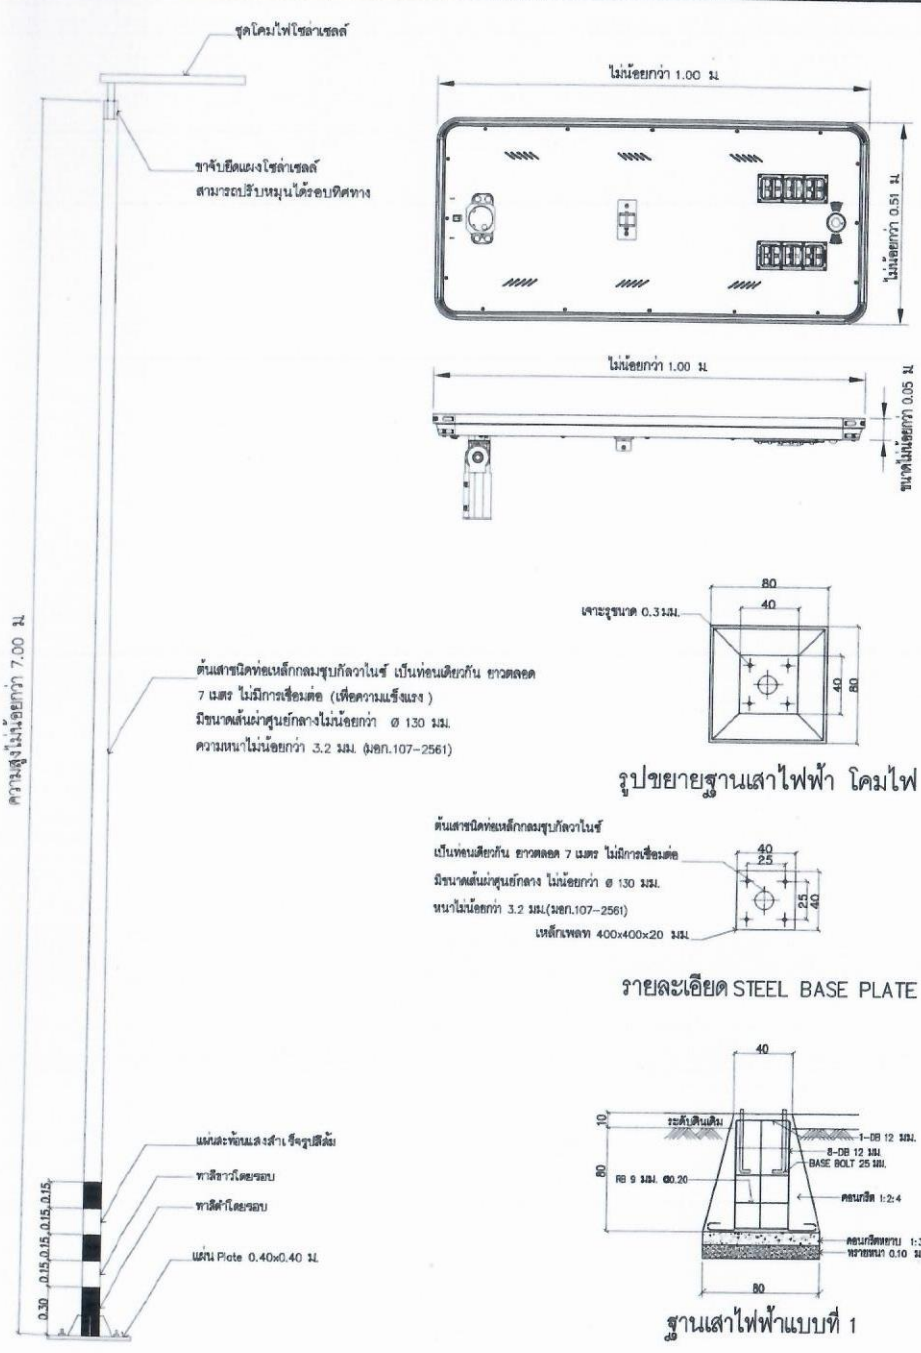 ชุดโคมไฟโซล่าเซลล์
ขาจับยึดแผงโซล่าเซลล์
สามารถปรับหมุนได้รอบทิศทาง
ความสูงไม่น้อยกว่า 7.00 ม.
ต้นเสาชนิดท่อเหล็กกลมชุบกัลวาไนซ์ เป็นท่อนเดียวกัน ยาวตลอด
7 เมตร ไม่มีการเชื่อมต่อ (เพื่อความแข็งแรง )
มีขนาดเส้นผ่าศูนย์กลางไม่น้อยกว่า Ø 130 มม.
ความหนาไม่น้อยกว่า 3.2 มม. (มอก.107-2561)
แผ่นสะท้อนแสงสำเร็จรูปสีส้ม
ทาสีขาวโดยรอบ
ทาสีดำโดยรอบ
แผ่น Plate 0.40x0.40 ม.
0.15
0.15
0.15
0.15
0.30
ไม่น้อยกว่า 1.00 ม.
ไม่น้อยกว่า 0.51 ม.
ไม่น้อยกว่า 1.00 ม.
ขนาดไม่น้อยกว่า 0.05 ม.
80
40
เจาะรูขนาด 0.3 มม.
40
80
รูปขยายฐานเสาไฟฟ้า โคมไฟ
ต้นเสาชนิดท่อเหล็กกลมชุบกัลวาไนซ์
เป็นท่อนเดียวกัน ยาวตลอด 7 เมตร ไม่มีการเชื่อมต่อ
มีขนาดเส้นผ่าศูนย์กลาง ไม่น้อยกว่า Ø 130 มม.
หนาไม่น้อยกว่า 3.2 มม.(มอก.107-2561)
เหล็กเพลท 400x400x20 มม.
40
25
25
40
รายละเอียด STEEL BASE PLATE
40
10
ระดับดินเดิม
1-DB 12 มม.
8-DB 12 มม.
BASE BOLT 25 มม.
80
RB 9 มม. @0.20
คอนกรีต 1:2:4
คอนกรีตหยาบ 1:3
ทรายหนา 0.10 ม
80
ฐานเสาไฟฟ้าแบบที่ 1